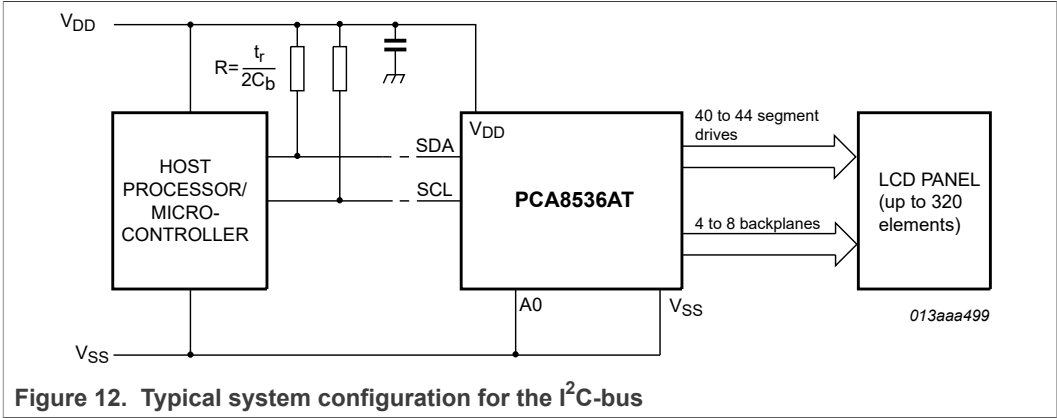 VDD
R= tr
2Cb
VDD
40 to 44 segment
drives
SDA
HOST
PROCESSOR/
MICRO-
CONTROLLER
SCL
PCA8536AT
LCD PANEL
(up to 320
elements)
4 to 8 backplanes
A0
VSS
013aaa499
VSS
Figure 12. Typical system configuration for the I²C-bus